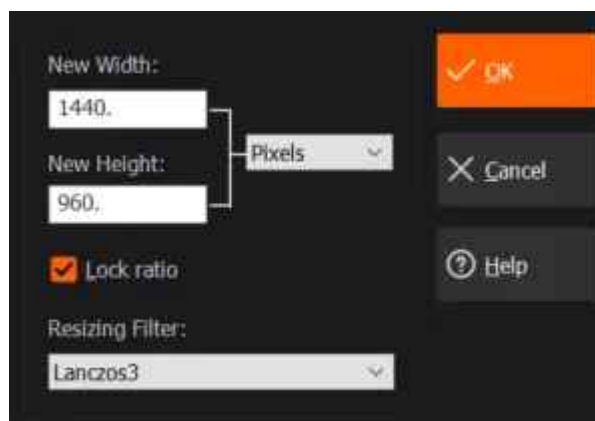 New Width:
1440.
New Height:
960.
Pixels
Lock ratio
Resizing Filter:
Lanczos3
OK
Cancel
Help